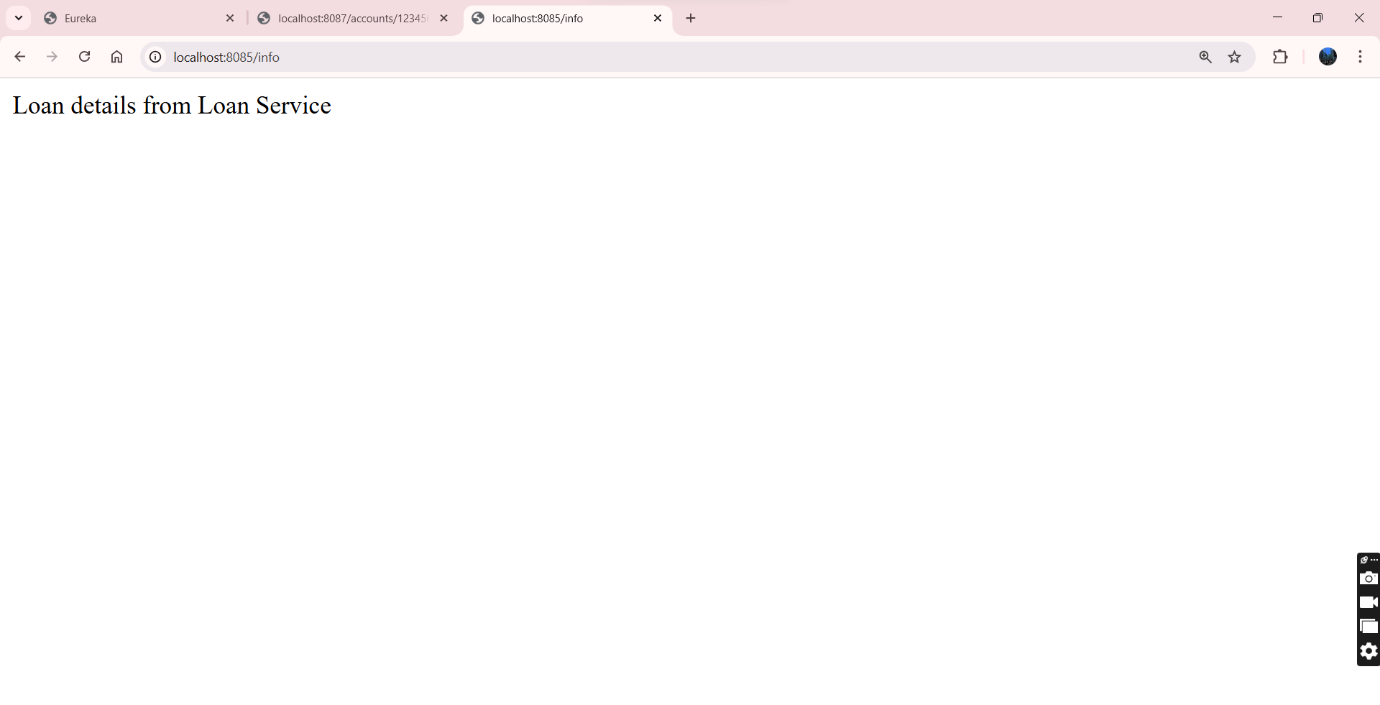 Eureka
localhost:8087/accounts/12345
localhost:8085/info
localhost:8085/info
Loan details from Loan Service